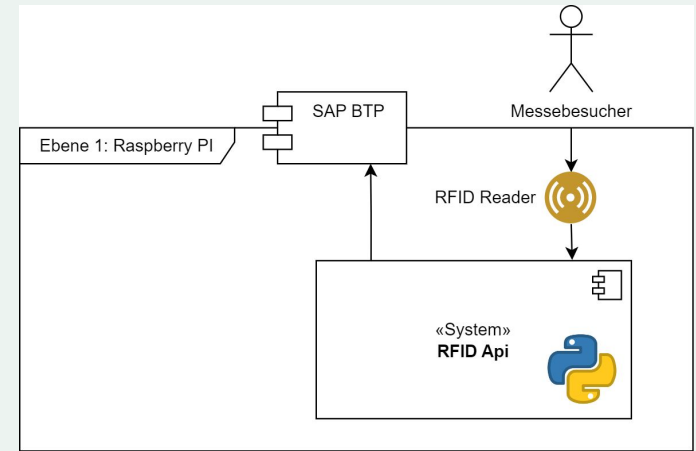 SAP BTP
Messebesucher
Ebene 1: Raspberry PI
RFID Reader
«System»
RFID Api